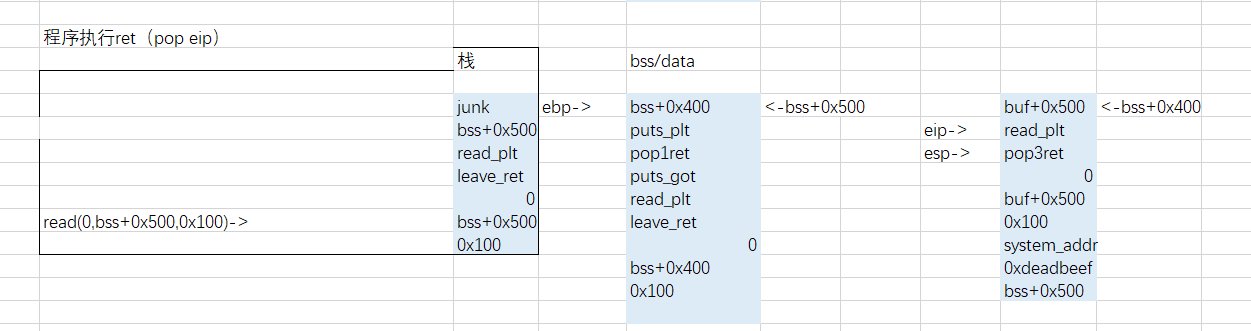 程序执行ret（pop eip）
栈 bss/data
junk ebp-> bss+0x400 <-bss+0x500 buf+0x500 <-bss+0x400
bss+0x500 puts_plt eip-> read_plt
read_plt pop1ret esp-> pop3ret
leave_ret puts_got 0
0 read_plt buf+0x500
read(0,bss+0x500,0x100)-> bss+0x500 leave_ret 0x100
0x100 0 system_addr
bss+0x400 0xdeadbeef
0x100 bss+0x500